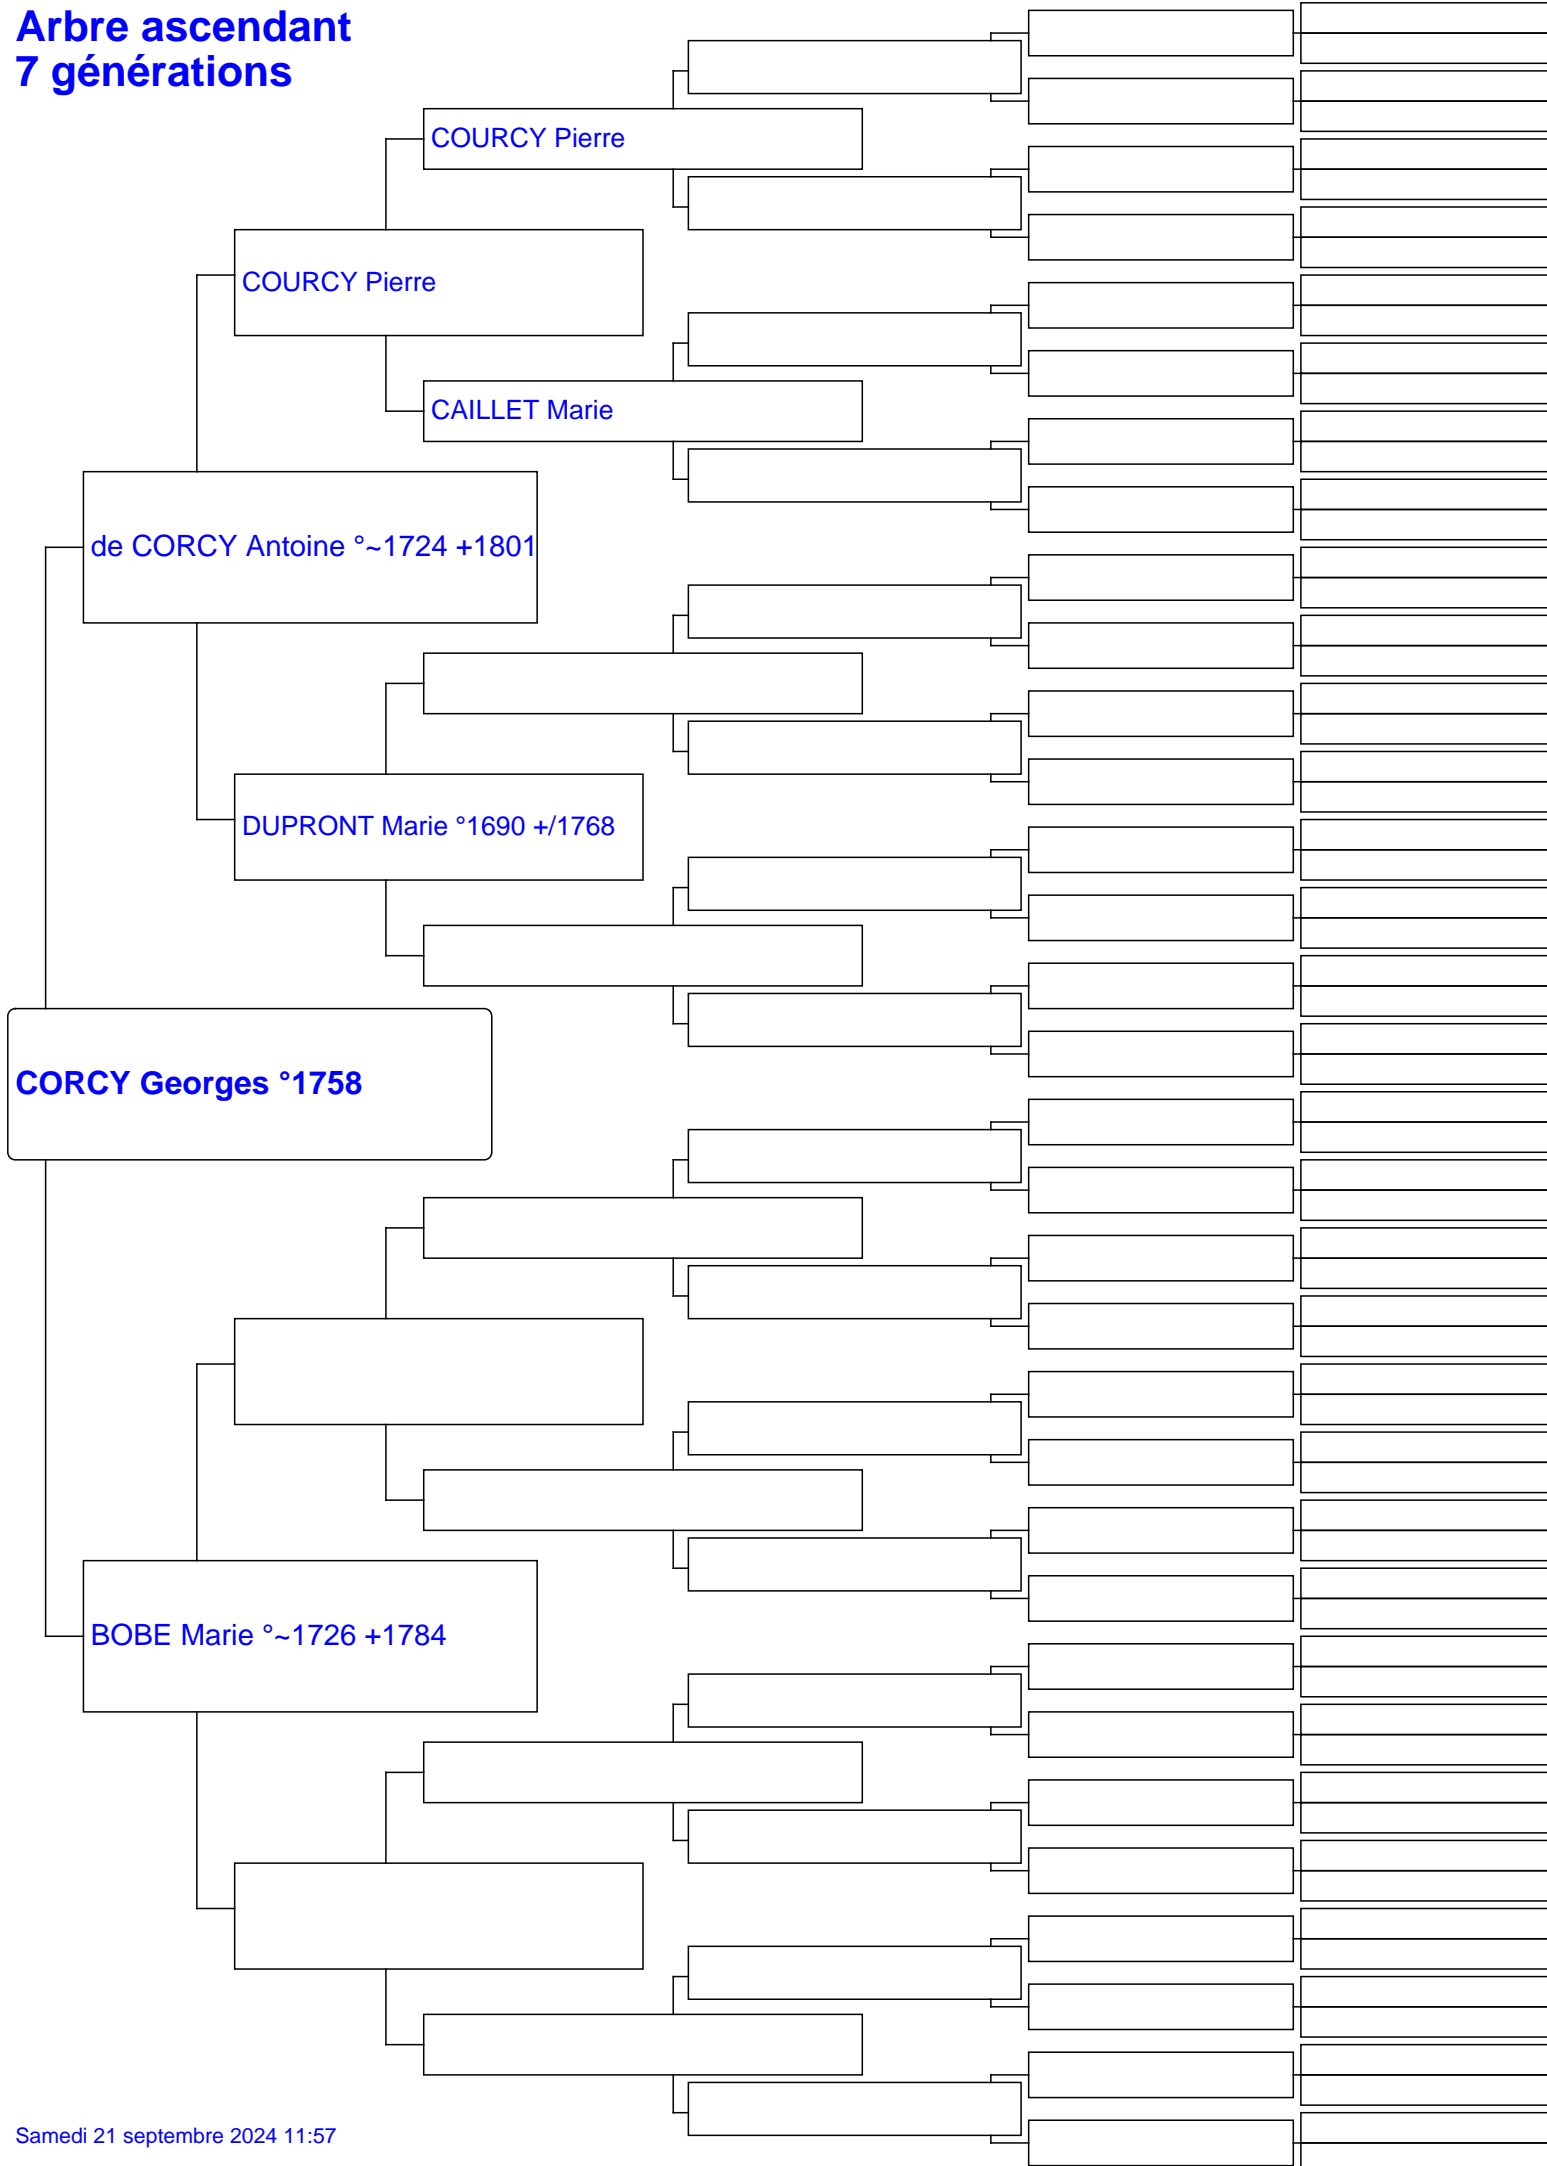 Arbre ascendant
7 générations
COURCY Pierre
COURCY Pierre
CAILLET Marie
de CORCY Antoine °~1724 +1801
DUPRONT Marie °1690 +/1768
CORCY Georges °1758
BOBE Marie °~1726 +1784
Samedi 21 septembre 2024 11:57